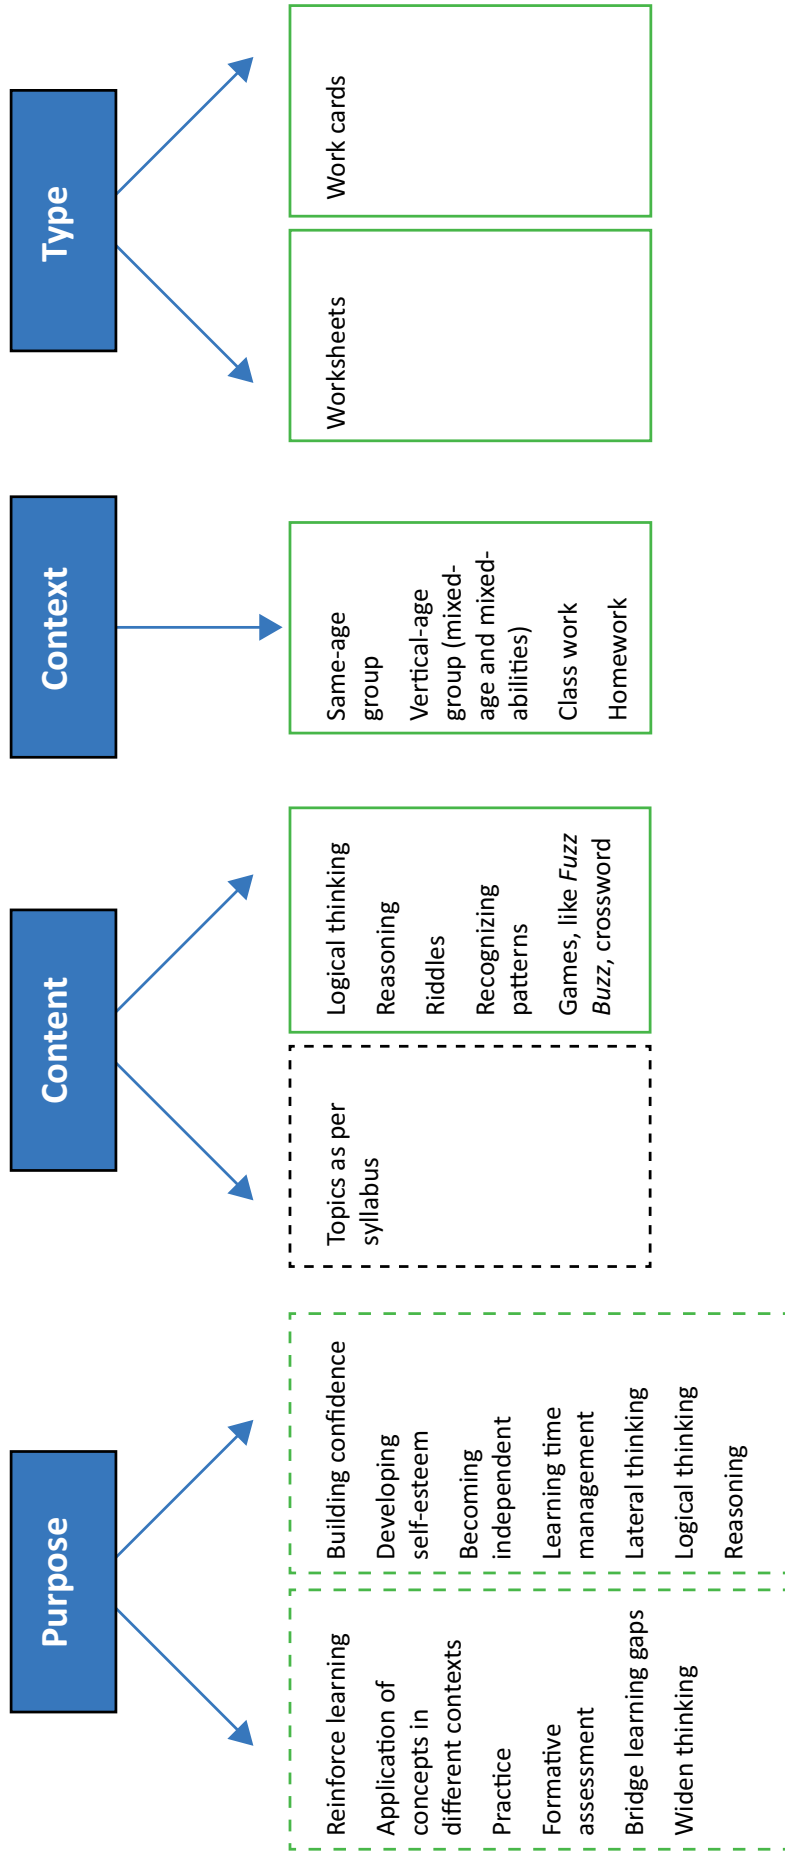 Purpose
Reinforce learning
Application of
concepts in
different contexts
Practice
Formative
assessment
Bridge learning gaps
Widen thinking
Building confidence
Developing
self-esteem
Becoming
independent
Learning time
management
Lateral thinking
Logical thinking
Reasoning
Content
Topics as per
syllabus
Logical thinking
Reasoning
Riddles
Recognizing
patterns
Games, like Fuzz
Buzz, crossword
Context
Same-age
group
Vertical-age
group (mixed-
age and mixed-
abilities)
Class work
Homework
Type
Worksheets
Work cards